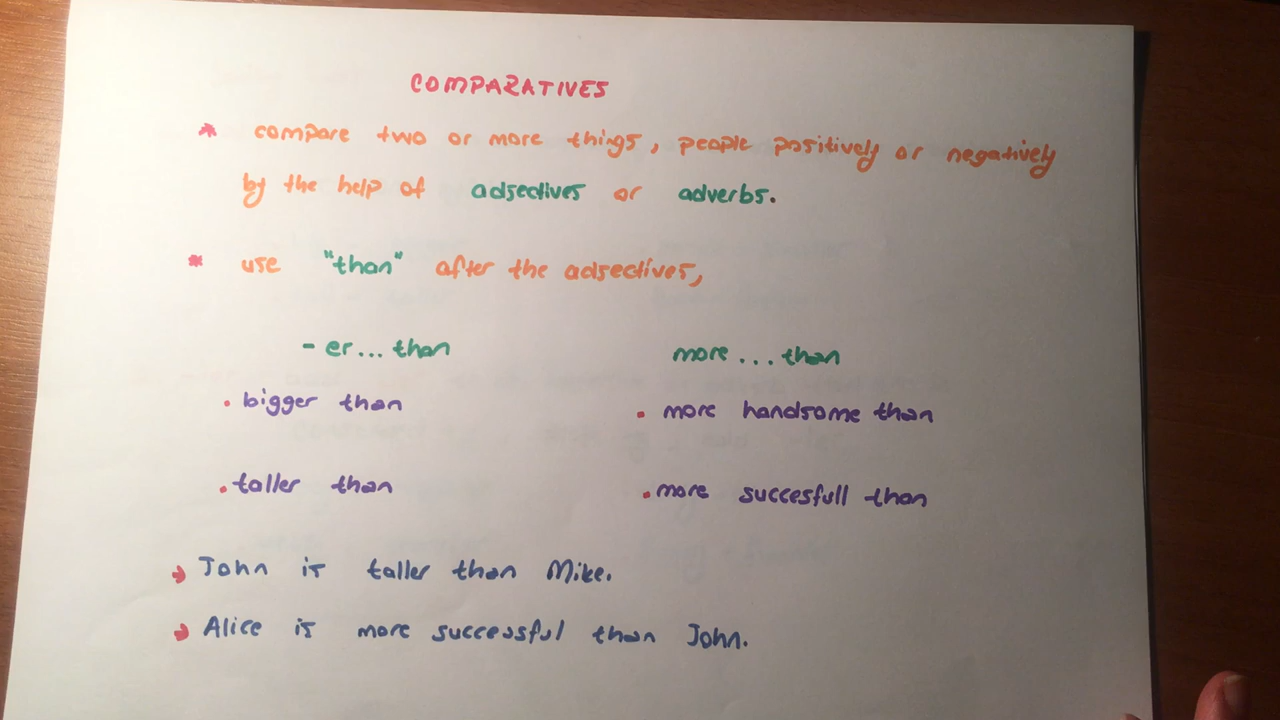 COMPARATIVES
* compare two or more things, people positively or negatively
by the help of adsectives or adverbs.
* use "than" after the adsectives,
-er... than more ... than
. bigger than . more handsome than
. taller than . more succesfull than
→ John is taller than Mike.
→ Alice is more successful than John.